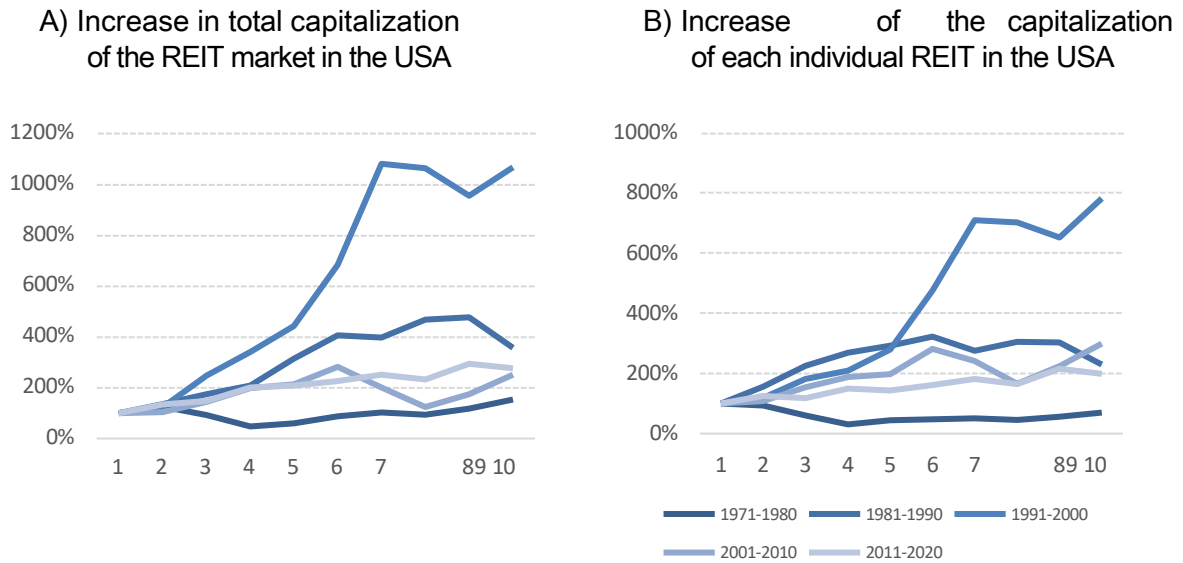 A) Increase in total capitalization
of the REIT market in the USA
1200%
1000%
800%
600%
400%
200%
0%
1 2 3 4 5 6 7 89 10
B) Increase of the capitalization
of each individual REIT in the USA
1000%
800%
600%
400%
200%
0%
1 2 3 4 5 6 7 89 10
1971-1980 1981-1990 1991-2000
2001-2010 2011-2020